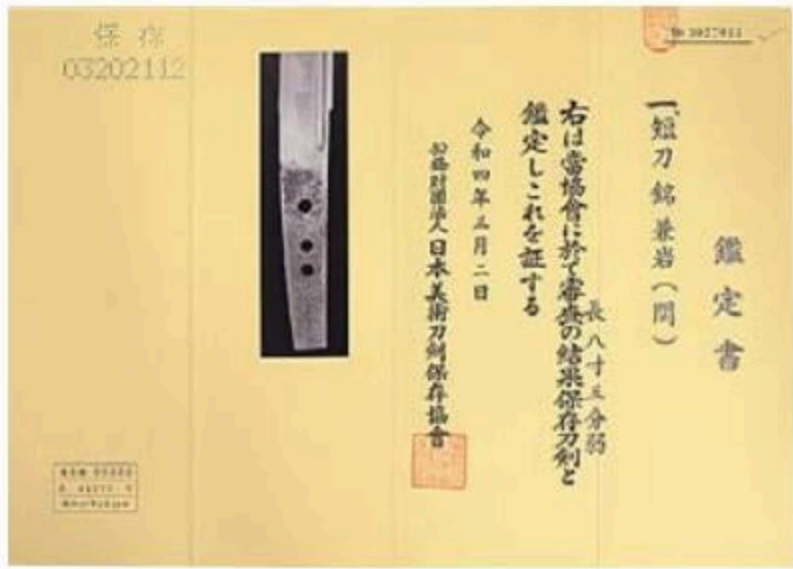 鑑定書
一、短刀 銘 兼岩(関)
長 八寸五分弱
右は當協會に於て審査の結果保存刀剣と
鑑定しこれを証する
令和四年三月二日
公益財団法人 日本美術刀剣保存協會
保存
03202112